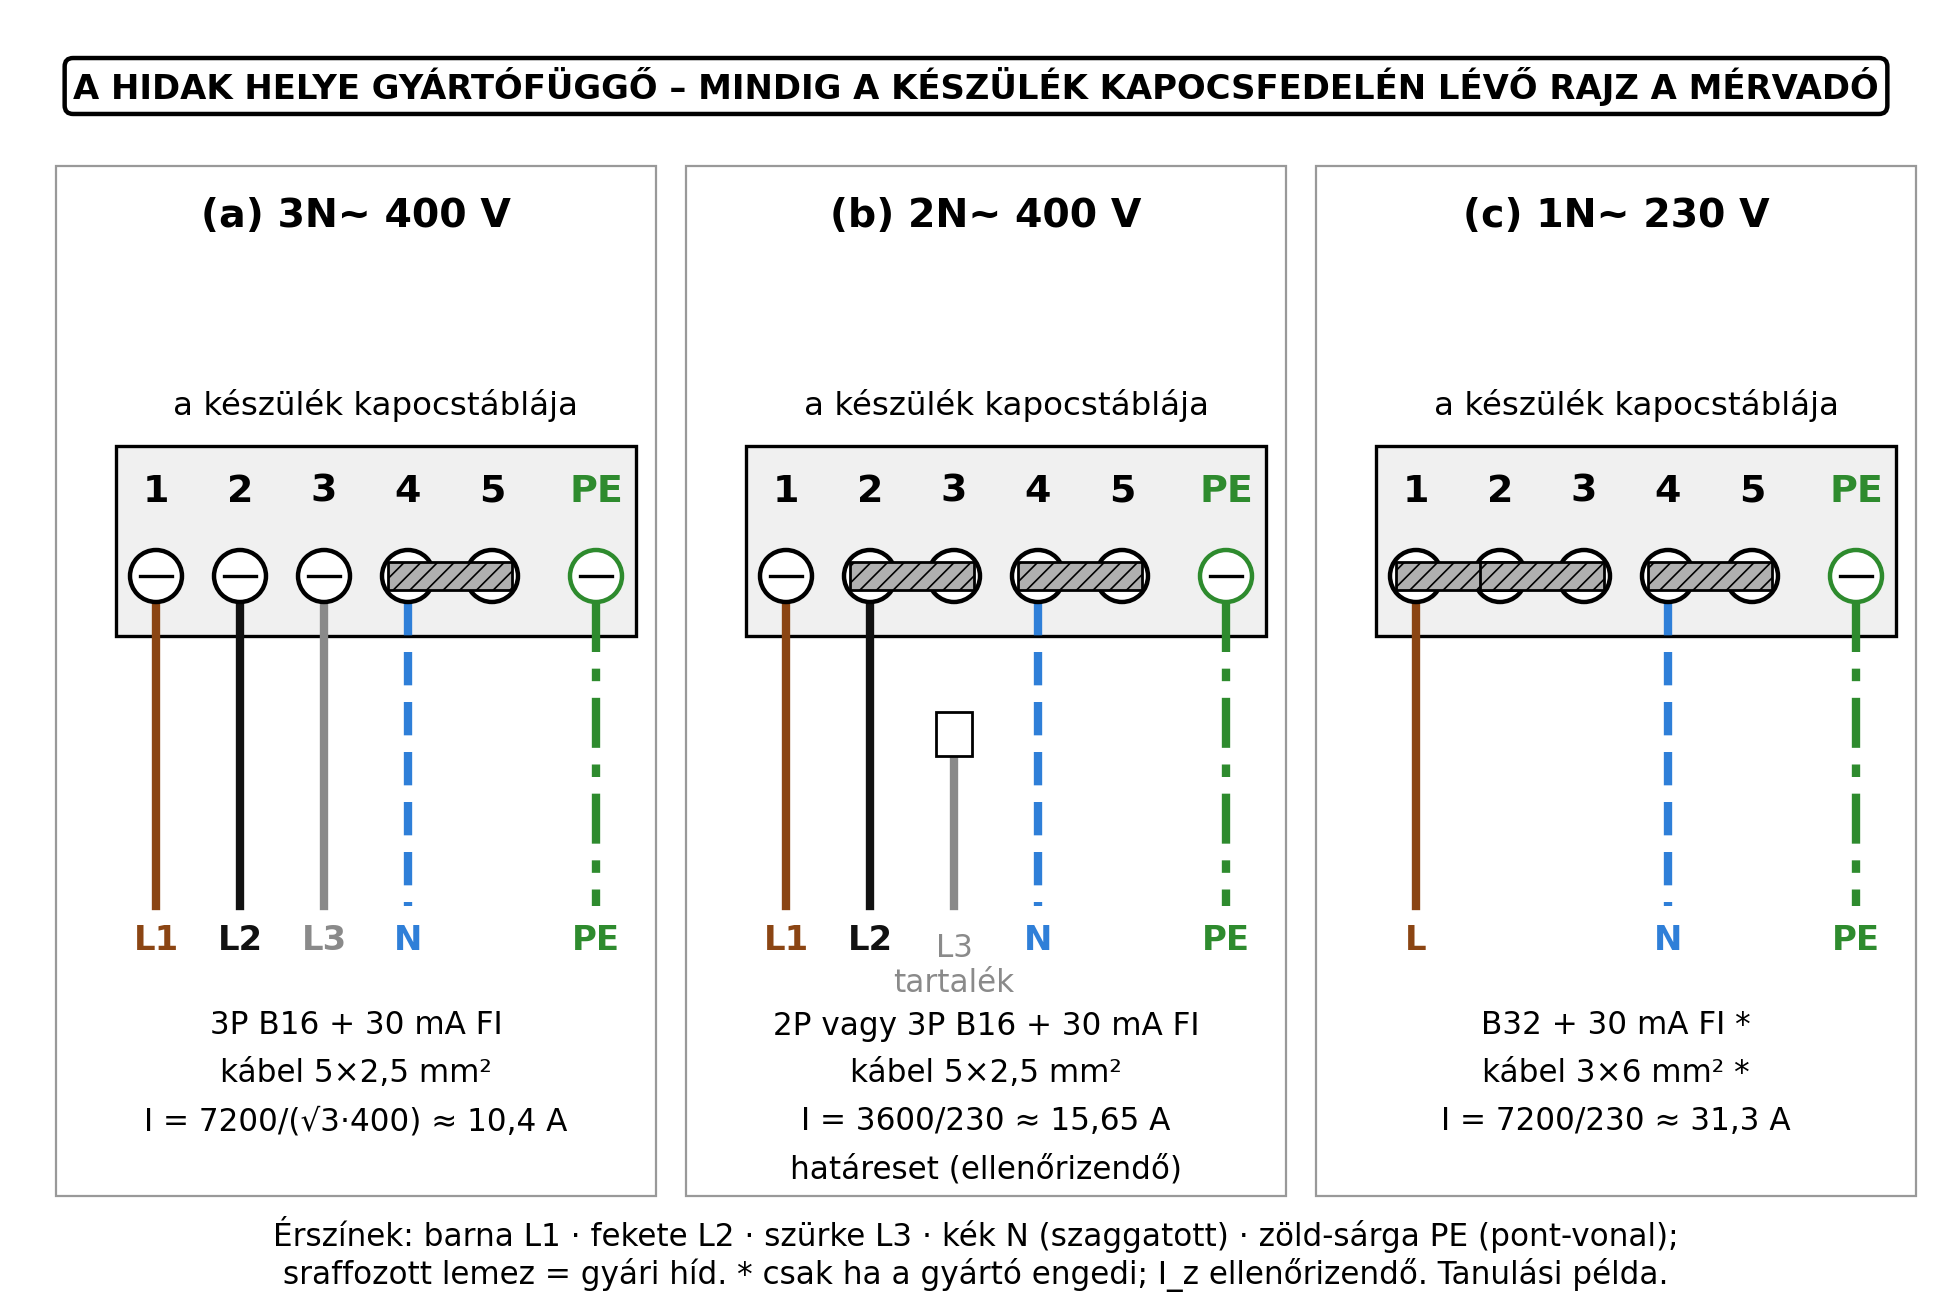 A HIDAK HELYE GYÁRTÓFÜGGŐ – MINDIG A KÉSZÜLÉK KAPOCSFEDELÉN LÉVŐ RAJZ A MÉRVADÓ
(a) 3N~ 400 V
a készülék kapocstáblája
1 2 3 4 5 PE
L1 L2 L3 N PE
3P B16 + 30 mA FI
kábel 5×2,5 mm²
I = 7200/(√3·400) ≈ 10,4 A
(b) 2N~ 400 V
a készülék kapocstáblája
1 2 3 4 5 PE
L1 L2 L3 N PE
tartalék
2P vagy 3P B16 + 30 mA FI
kábel 5×2,5 mm²
I = 3600/230 ≈ 15,65 A
határeset (ellenőrizendő)
(c) 1N~ 230 V
a készülék kapocstáblája
1 2 3 4 5 PE
L N PE
B32 + 30 mA FI *
kábel 3×6 mm² *
I = 7200/230 ≈ 31,3 A
Érszínek: barna L1 · fekete L2 · szürke L3 · kék N (szaggatott) · zöld-sárga PE (pont-vonal);
sraffozott lemez = gyári híd. * csak ha a gyártó engedi; I_z ellenőrizendő. Tanulási példa.